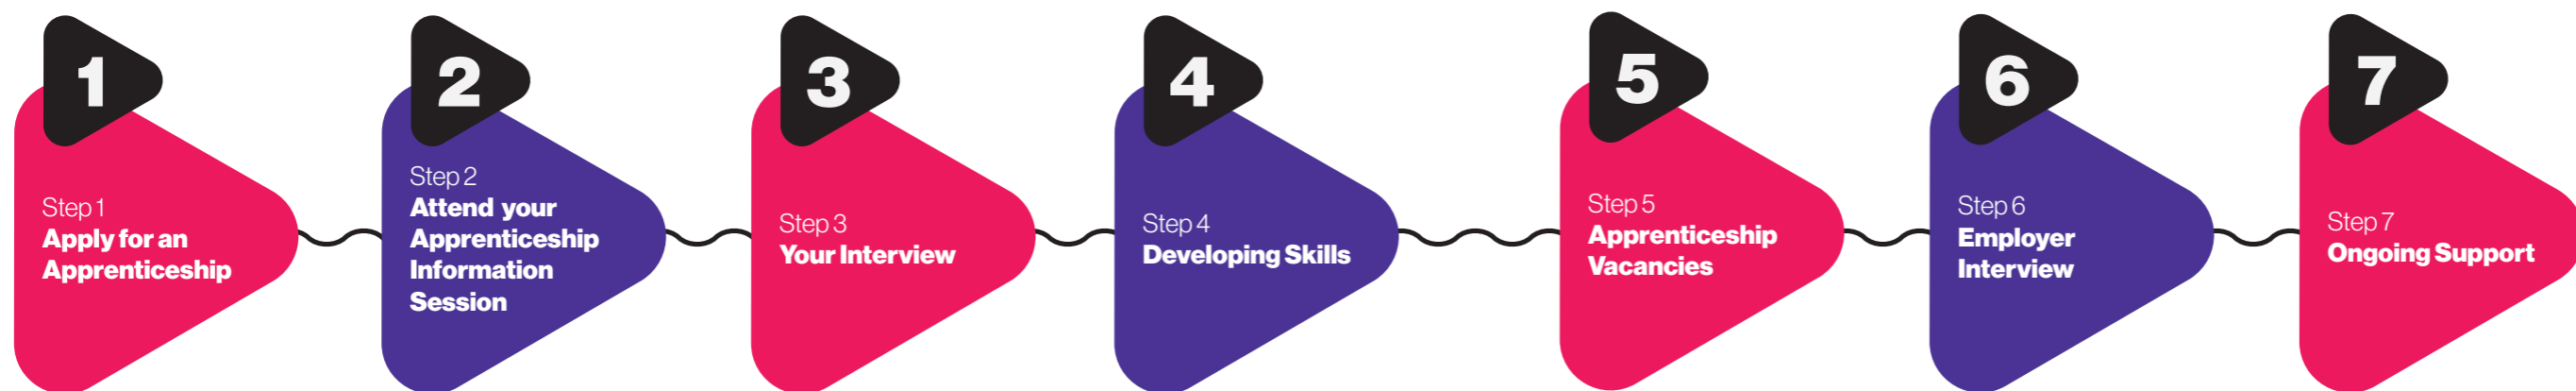 1
Step 1
Apply for an
Apprenticeship
2
Step 2
Attend your
Apprenticeship
Information
Session
3
Step 3
Your Interview
4
Step 4
Developing Skills
5
Step 5
Apprenticeship
Vacancies
6
Step 6
Employer
Interview
7
Step 7
Ongoing Support